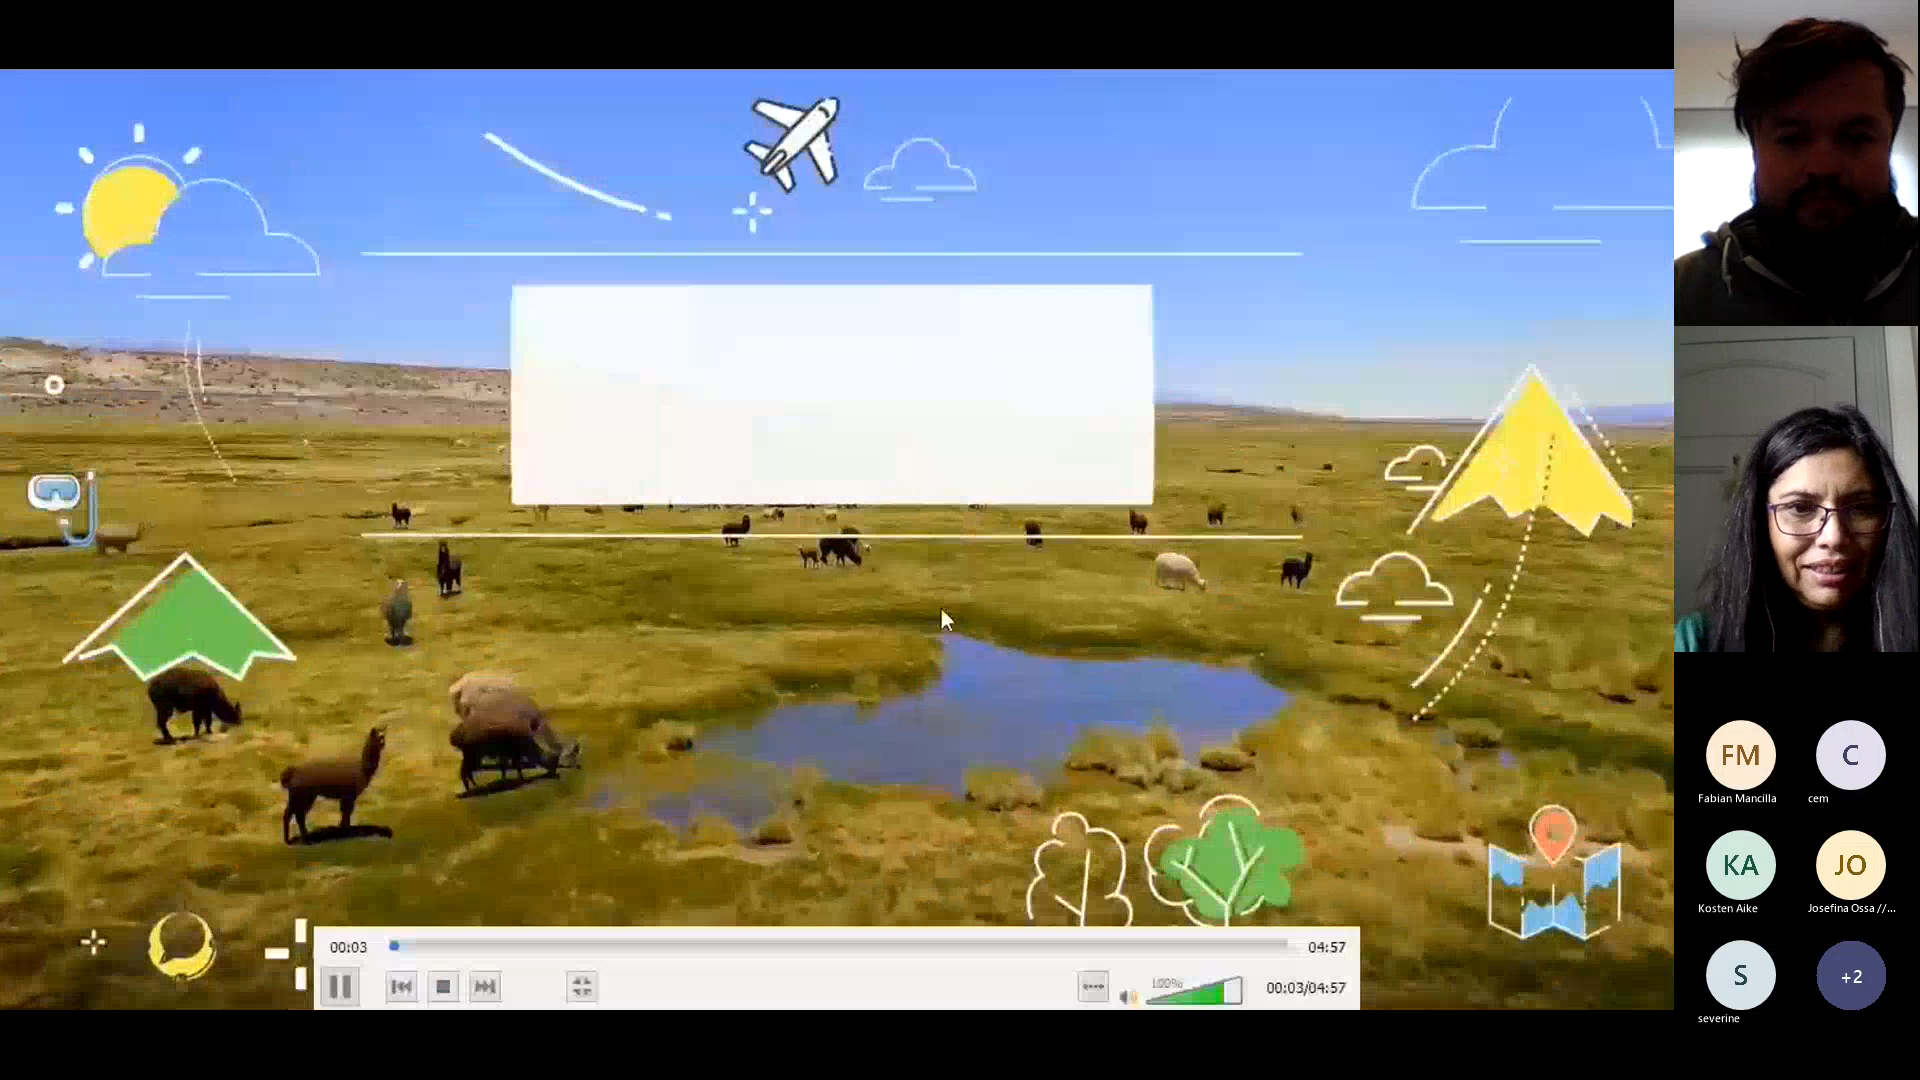 00:03
04:57
100%
00:03/04:57
FM
C
Fabian Mancilla
cem
KA
JO
Kosten Aike
Josefina Ossa //...
S
+2
severine